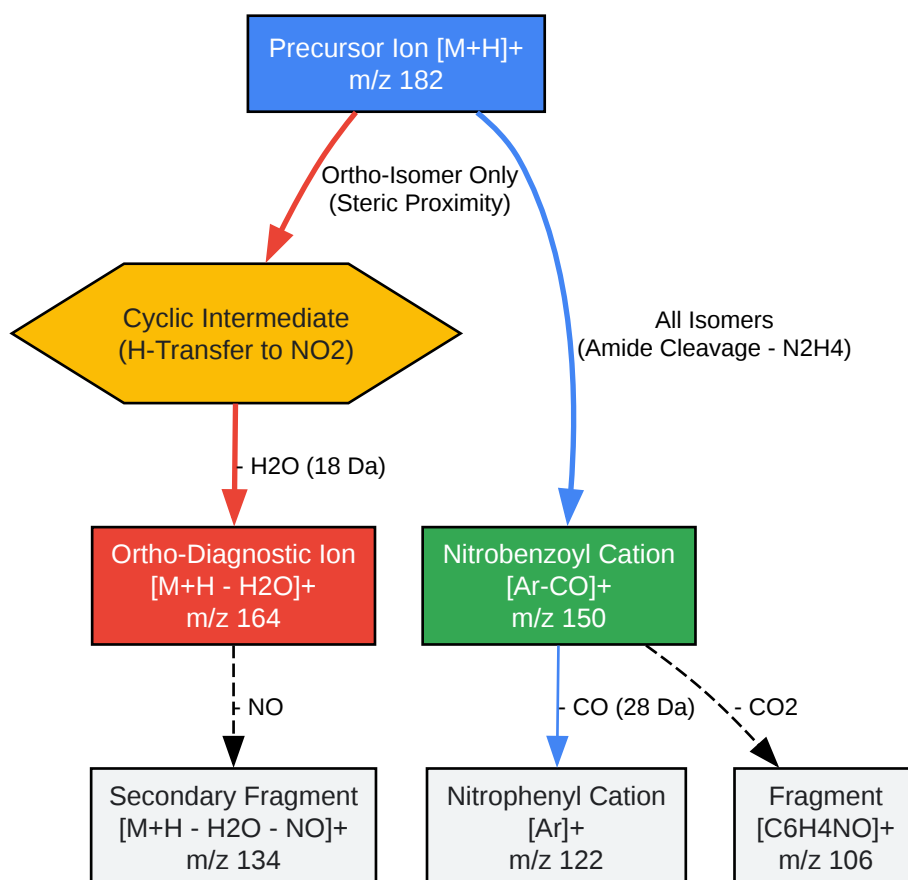 Precursor Ion [M+H]+
m/z 182
Ortho-Isomer Only
(Steric Proximity)
Cyclic Intermediate
(H-Transfer to NO2)
All Isomers
(Amide Cleavage - N2H4)
- H2O (18 Da)
Ortho-Diagnostic Ion
[M+H - H2O]+
m/z 164
Nitrobenzoyl Cation
[Ar-CO]+
m/z 150
- NO
- CO (28 Da)
- CO2
Secondary Fragment
[M+H - H2O - NO]+
m/z 134
Nitrophenyl Cation
[Ar]+
m/z 122
Fragment
[C6H4NO]+
m/z 106